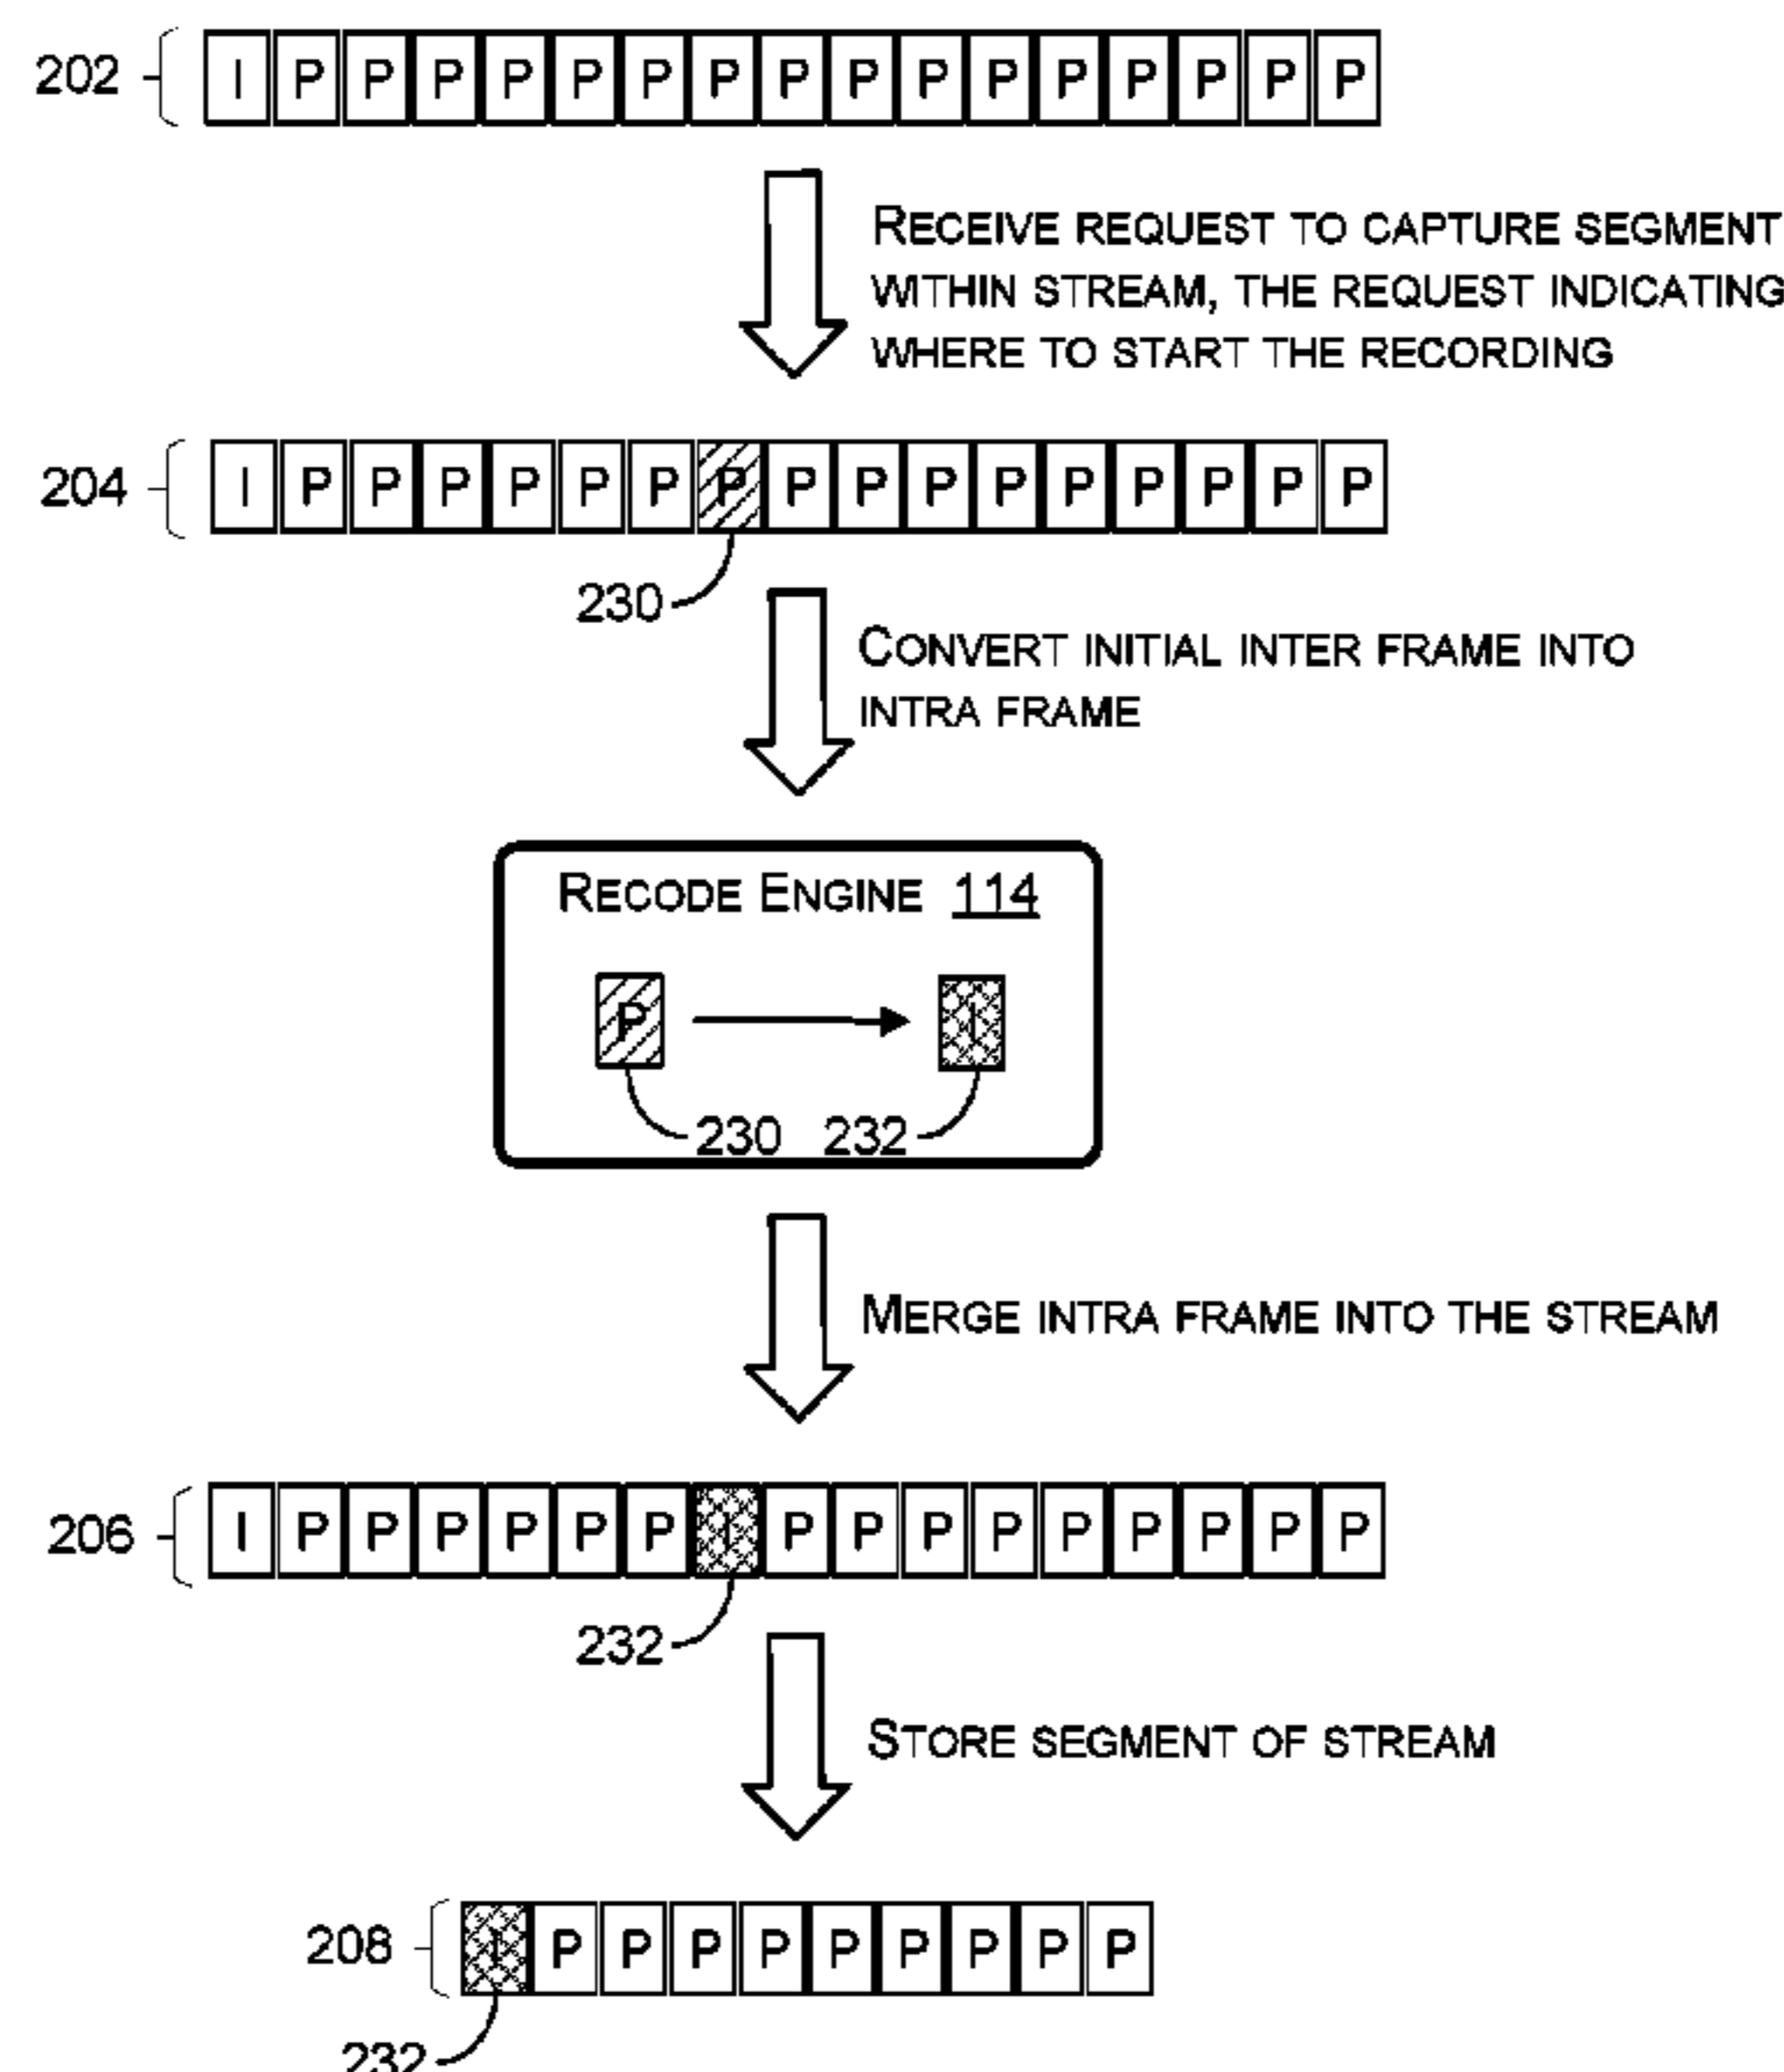 202 I P P P P P P P P P P P P P P P P
RECEIVE REQUEST TO CAPTURE SEGMENT
WITHIN STREAM, THE REQUEST INDICATING
WHERE TO START THE RECORDING
204 I P P P P P P P P P P P P P P P P
230
CONVERT INITIAL INTER FRAME INTO
INTRA FRAME
RECODE ENGINE 114
P I
230 232
MERGE INTRA FRAME INTO THE STREAM
206 I P P P P P P I P P P P P P P P P
232
STORE SEGMENT OF STREAM
208 I P P P P P P P P P
232